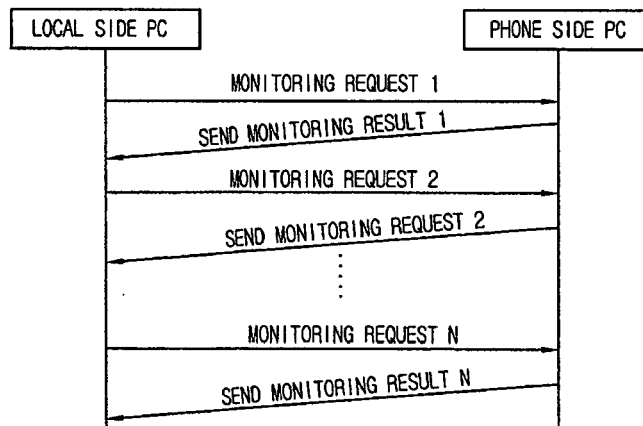 LOCAL SIDE PC
PHONE SIDE PC
MONITORING REQUEST 1
SEND MONITORING RESULT 1
MONITORING REQUEST 2
SEND MONITORING REQUEST 2
MONITORING REQUEST N
SEND MONITORING RESULT N